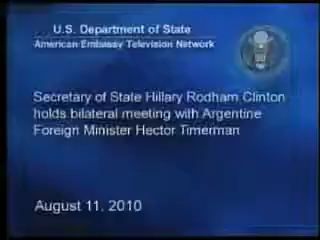 U.S. Department of State
American Embassy Television Network
Secretary of State Hillary Rodham Clinton
holds bilateral meeting with Argentine
Foreign Minister Hector Timerman
August 11, 2010